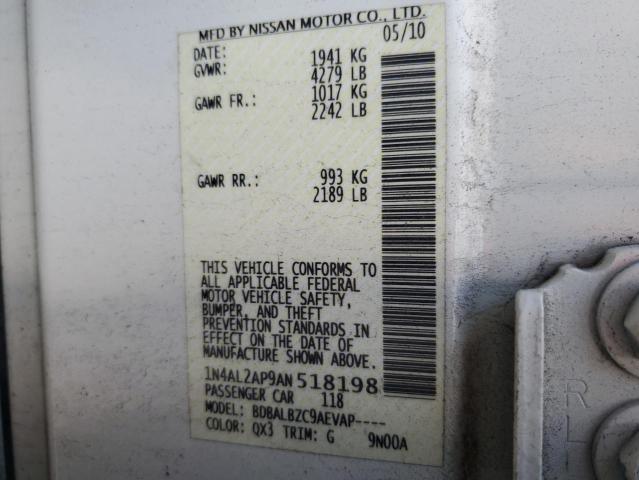 MFD BY NISSAN MOTOR CO., LTD.
DATE: 05/10
GVWR: 1941 KG
4279 LB
GAWR FR.: 1017 KG
2242 LB
GAWR RR.: 993 KG
2189 LB
THIS VEHICLE CONFORMS TO
ALL APPLICABLE FEDERAL
MOTOR VEHICLE SAFETY,
BUMPER, AND THEFT
PREVENTION STANDARDS IN
EFFECT ON THE DATE OF
MANUFACTURE SHOWN ABOVE.
1N4AL2AP9AN518198
PASSENGER CAR 118
MODEL: BDBALBZC9AEVAP----
COLOR: QX3 TRIM: G 9N00A
R
L